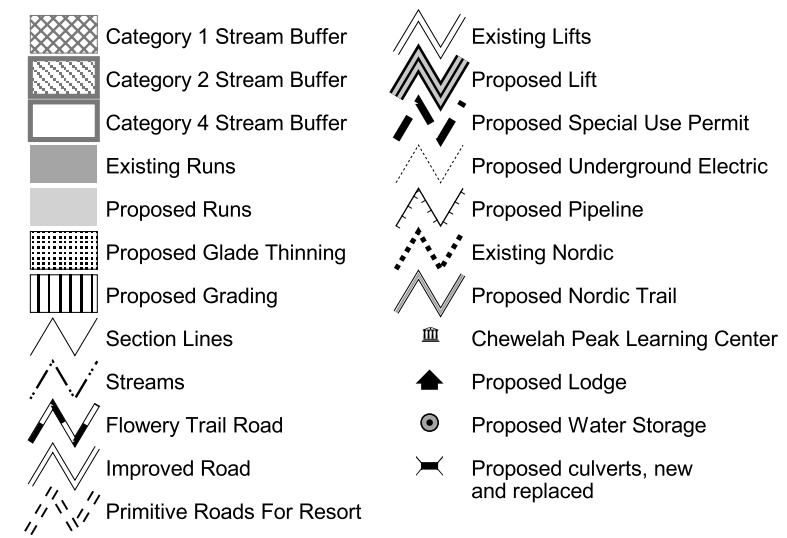 Category 1 Stream Buffer
Category 2 Stream Buffer
Category 4 Stream Buffer
Existing Runs
Proposed Runs
Proposed Glade Thinning
Proposed Grading
Section Lines
Streams
Flowery Trail Road
Improved Road
Primitive Roads For Resort
Existing Lifts
Proposed Lift
Proposed Special Use Permit
Proposed Underground Electric
Proposed Pipeline
Existing Nordic
Proposed Nordic Trail
Chewelah Peak Learning Center
Proposed Lodge
Proposed Water Storage
Proposed culverts, new
and replaced